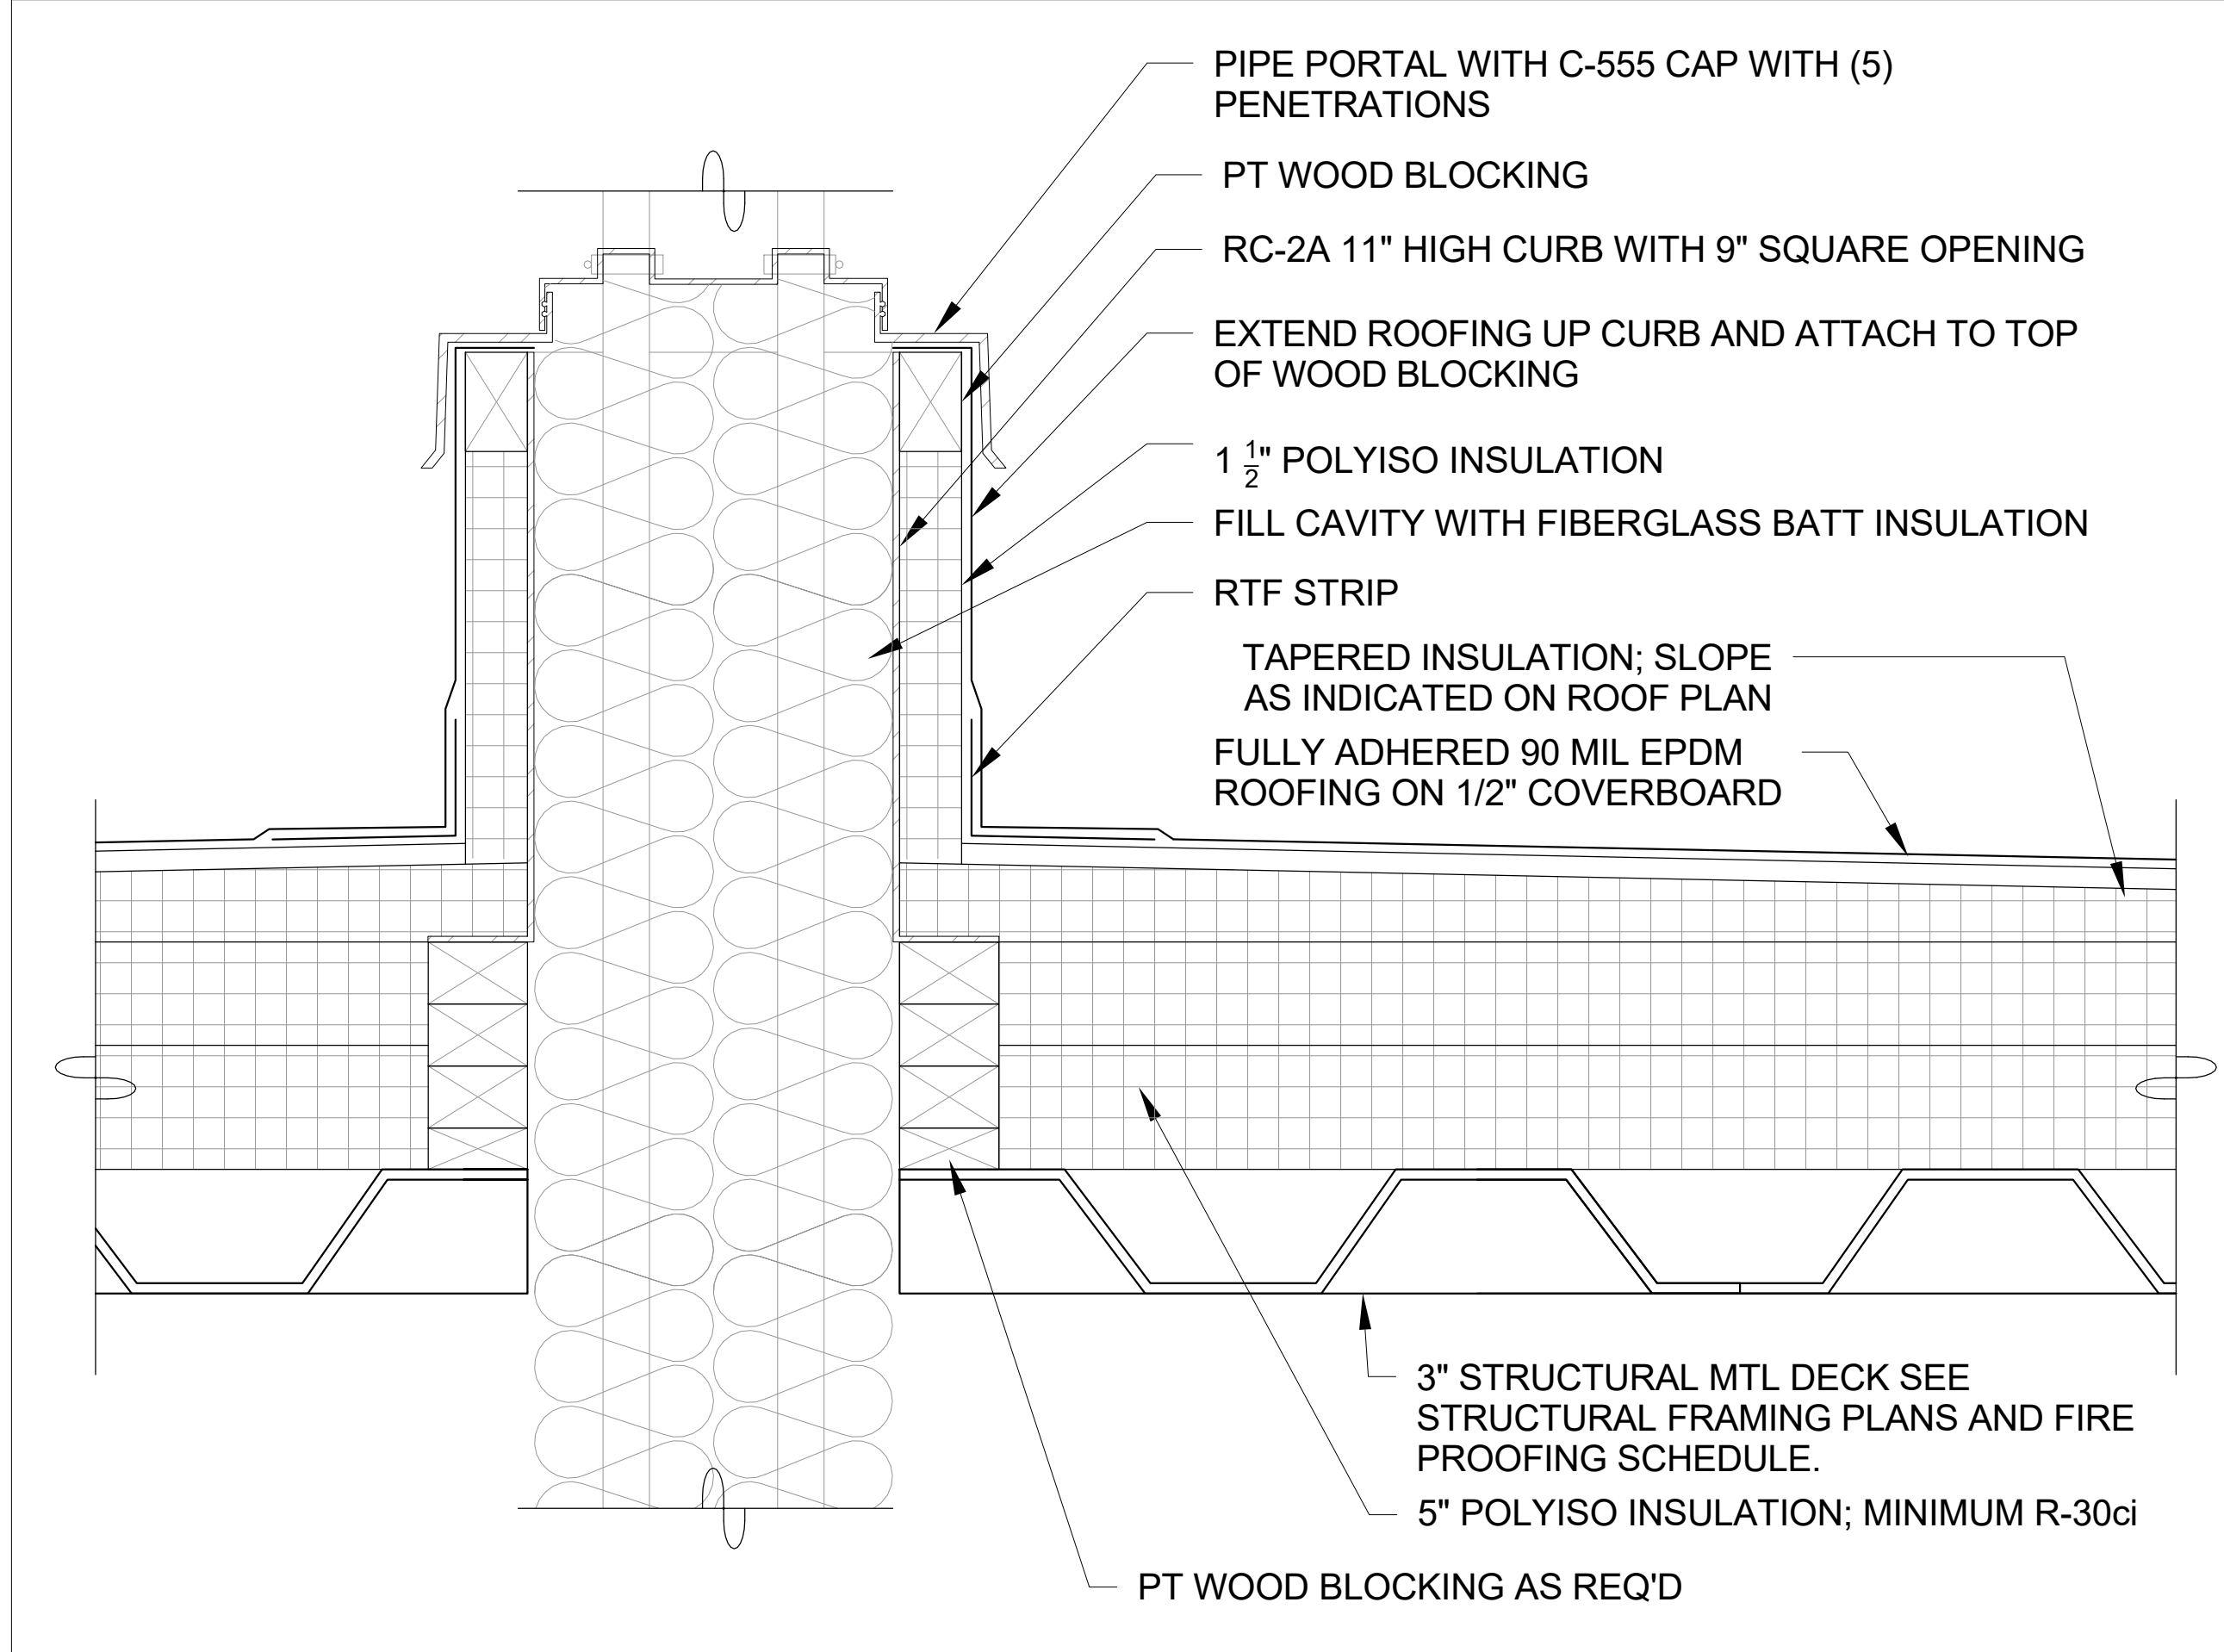 PIPE PORTAL WITH C-555 CAP WITH (5)
PENETRATIONS
PT WOOD BLOCKING
RC-2A 11" HIGH CURB WITH 9" SQUARE OPENING
EXTEND ROOFING UP CURB AND ATTACH TO TOP
OF WOOD BLOCKING
1 1/2" POLYISO INSULATION
FILL CAVITY WITH FIBERGLASS BATT INSULATION
RTF STRIP
TAPERED INSULATION; SLOPE
AS INDICATED ON ROOF PLAN
FULLY ADHERED 90 MIL EPDM
ROOFING ON 1/2" COVERBOARD
3" STRUCTURAL MTL DECK SEE
STRUCTURAL FRAMING PLANS AND FIRE
PROOFING SCHEDULE.
5" POLYISO INSULATION; MINIMUM R-30ci
PT WOOD BLOCKING AS REQ'D